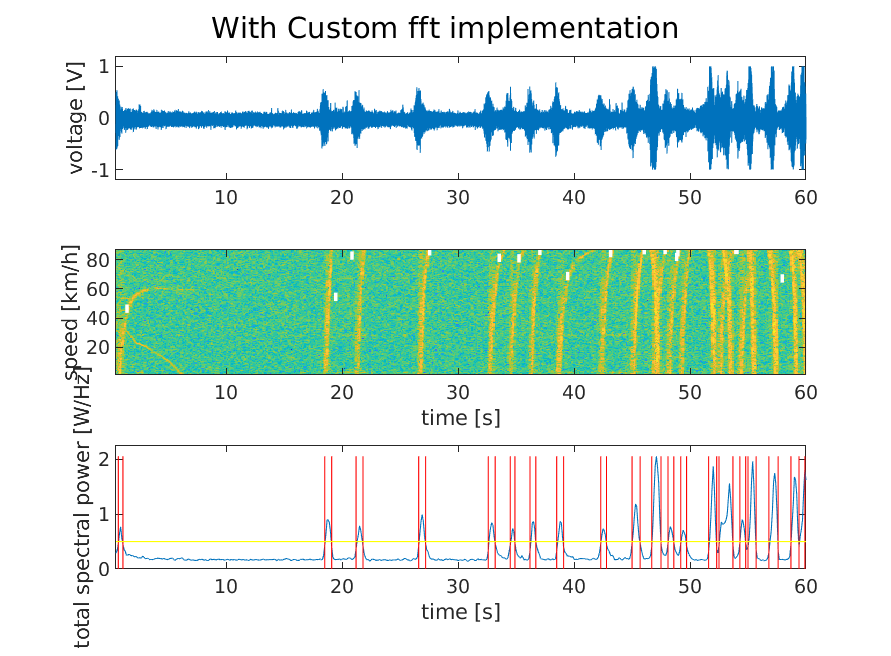 With Custom fft implementation
voltage [V]
1
0
-1
10 20 30 40 50 60
speed [km/h]
80
60
40
20
10 20 30 40 50 60
time [s]
total spectral power [W/Hz]
2
1
0
10 20 30 40 50 60
time [s]